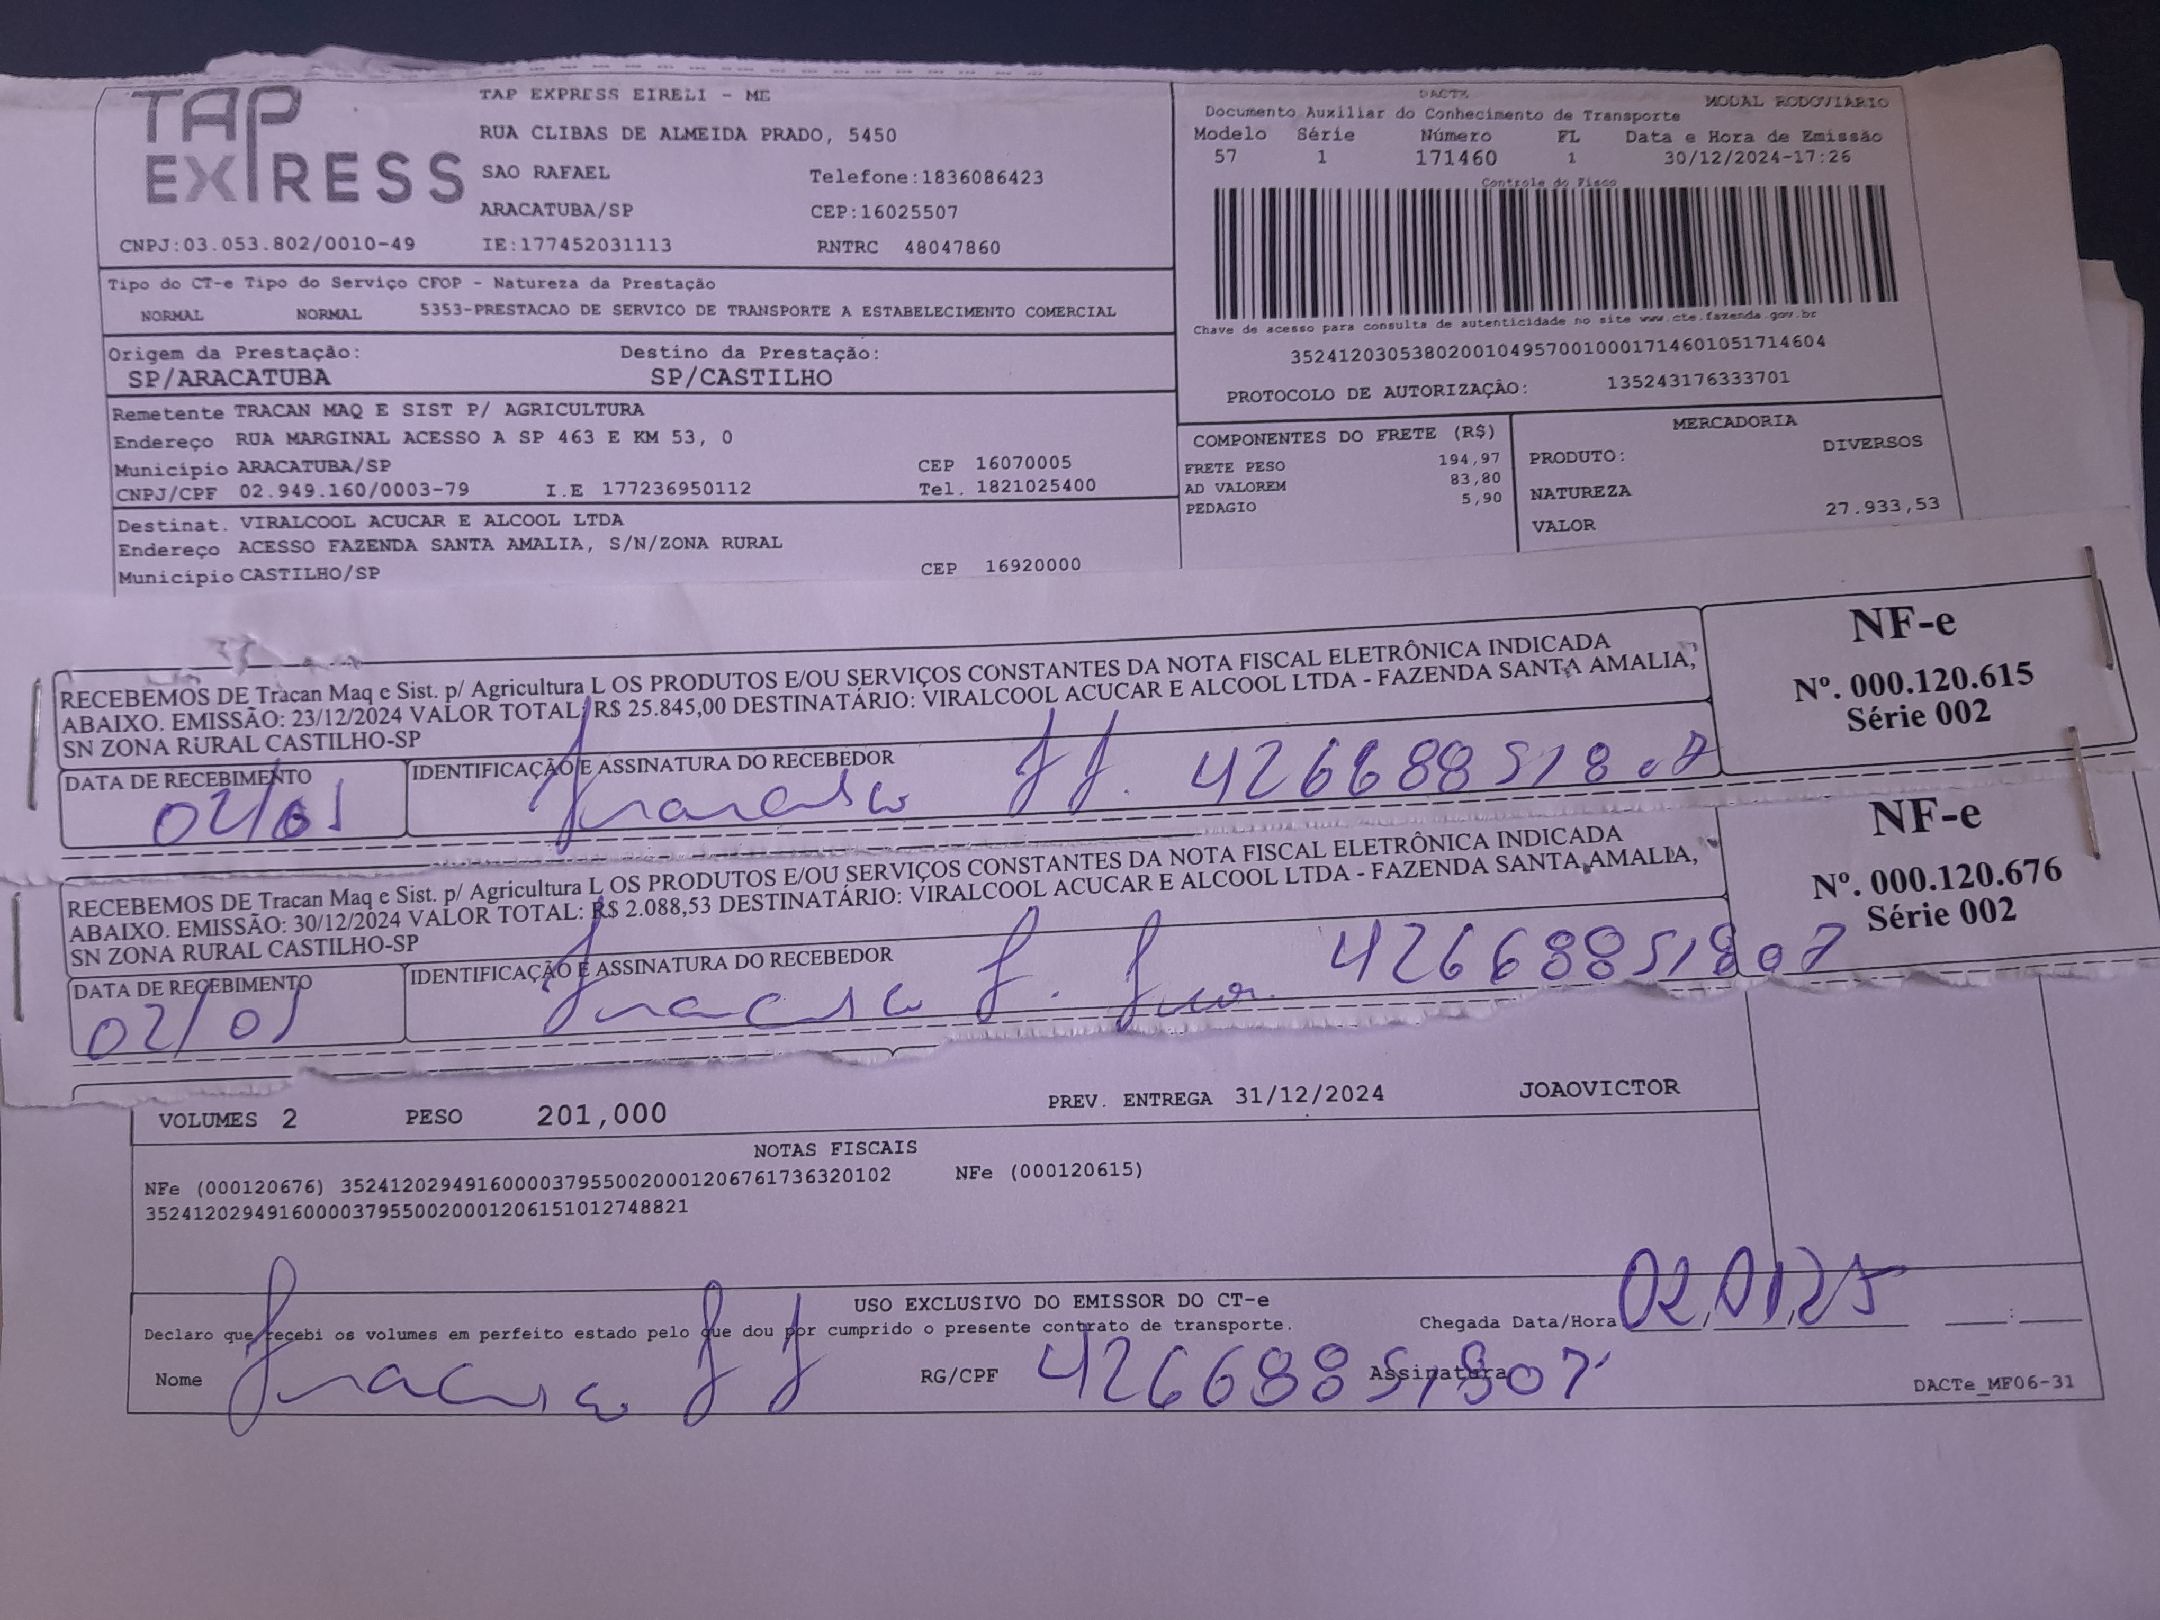 TAP EXPRESS
TAP EXPRESS EIRELI - ME
RUA CLIBAS DE ALMEIDA PRADO, 5450
SAO RAFAEL Telefone:1836086423
ARACATUBA/SP CEP:16025507
CNPJ:03.053.802/0010-49 IE:177452031113 RNTRC 48047860
DACTE
Documento Auxiliar do Conhecimento de Transporte MODAL RODOVIÁRIO
Modelo Série Número FL Data e Hora de Emissão
57 1 171460 1 30/12/2024-17:26
Controle do Fisco
Chave de acesso para consulta de autenticidade no site www.cte.fazenda.gov.br
35241203053802001049570010001714601051714604
PROTOCOLO DE AUTORIZAÇÃO: 135243176333701
Tipo do CT-e Tipo do Serviço CFOP - Natureza da Prestação
NORMAL NORMAL 5353-PRESTACAO DE SERVICO DE TRANSPORTE A ESTABELECIMENTO COMERCIAL
Origem da Prestação: Destino da Prestação:
SP/ARACATUBA SP/CASTILHO
Remetente TRACAN MAQ E SIST P/ AGRICULTURA
Endereço RUA MARGINAL ACESSO A SP 463 E KM 53, 0
Município ARACATUBA/SP CEP 16070005
CNPJ/CPF 02.949.160/0003-79 I.E 177236950112 Tel. 1821025400
Destinat. VIRALCOOL ACUCAR E ALCOOL LTDA
Endereço ACESSO FAZENDA SANTA AMALIA, S/N/ZONA RURAL
Município CASTILHO/SP CEP 16920000
COMPONENTES DO FRETE (R$)
FRETE PESO 194,97
AD VALOREM 83,80
PEDAGIO 5,90
MERCADORIA
PRODUTO: DIVERSOS
NATUREZA
VALOR 27.933,53
RECEBEMOS DE Tracan Maq e Sist. p/ Agricultura L OS PRODUTOS E/OU SERVIÇOS CONSTANTES DA NOTA FISCAL ELETRÔNICA INDICADA
ABAIXO. EMISSÃO: 23/12/2024 VALOR TOTAL: R$ 25.845,00 DESTINATÁRIO: VIRALCOOL ACUCAR E ALCOOL LTDA - FAZENDA SANTA AMALIA,
SN ZONA RURAL CASTILHO-SP
DATA DE RECEBIMENTO IDENTIFICAÇÃO E ASSINATURA DO RECEBEDOR
02/01 Francisco 42668851807
NF-e
Nº. 000.120.615
Série 002
RECEBEMOS DE Tracan Maq e Sist. p/ Agricultura L OS PRODUTOS E/OU SERVIÇOS CONSTANTES DA NOTA FISCAL ELETRÔNICA INDICADA
ABAIXO. EMISSÃO: 30/12/2024 VALOR TOTAL: R$ 2.088,53 DESTINATÁRIO: VIRALCOOL ACUCAR E ALCOOL LTDA - FAZENDA SANTA AMALIA,
SN ZONA RURAL CASTILHO-SP
DATA DE RECEBIMENTO IDENTIFICAÇÃO E ASSINATURA DO RECEBEDOR
02/01 Francisco 42668851807
NF-e
Nº. 000.120.676
Série 002
VOLUMES 2 PESO 201,000 PREV. ENTREGA 31/12/2024 JOAOVICTOR
NOTAS FISCAIS
NFe (000120676) 35241202949160000379550020001206761736320102 NFe (000120615)
35241202949160000379550020001206151012748821
USO EXCLUSIVO DO EMISSOR DO CT-e
Declaro que recebi os volumes em perfeito estado pelo que dou por cumprido o presente contrato de transporte. Chegada Data/Hora 02/01/25
Nome Francisco RG/CPF 42668851807 Assinatura
DACTe_MF06-31